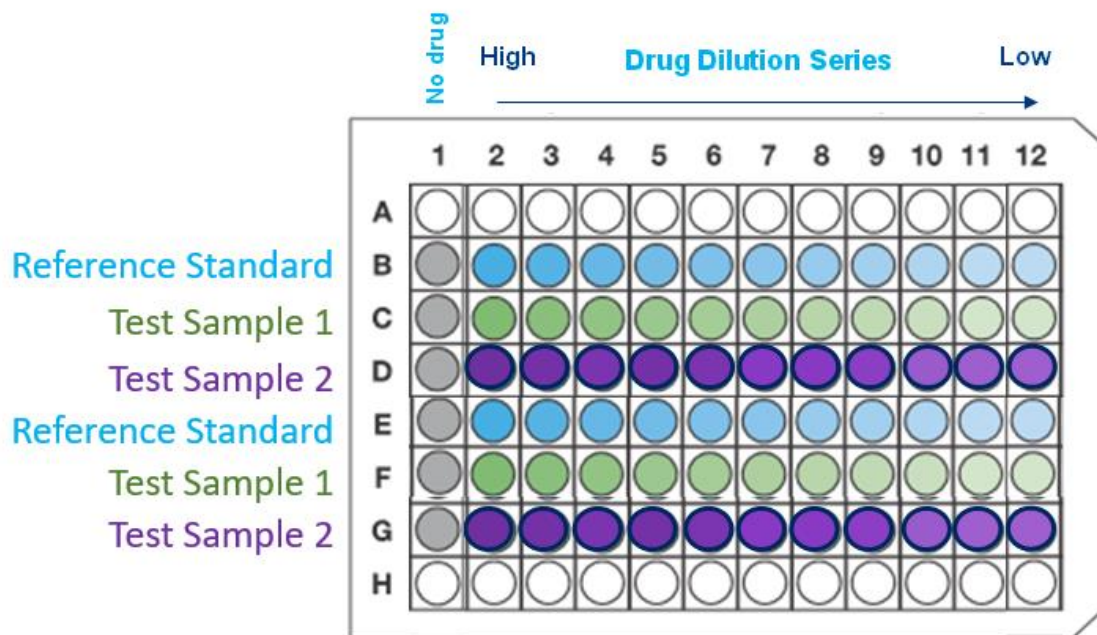 No drug
High Drug Dilution Series Low
1 2 3 4 5 6 7 8 9 10 11 12
A
Reference Standard B
Test Sample 1 C
Test Sample 2 D
Reference Standard E
Test Sample 1 F
Test Sample 2 G
H